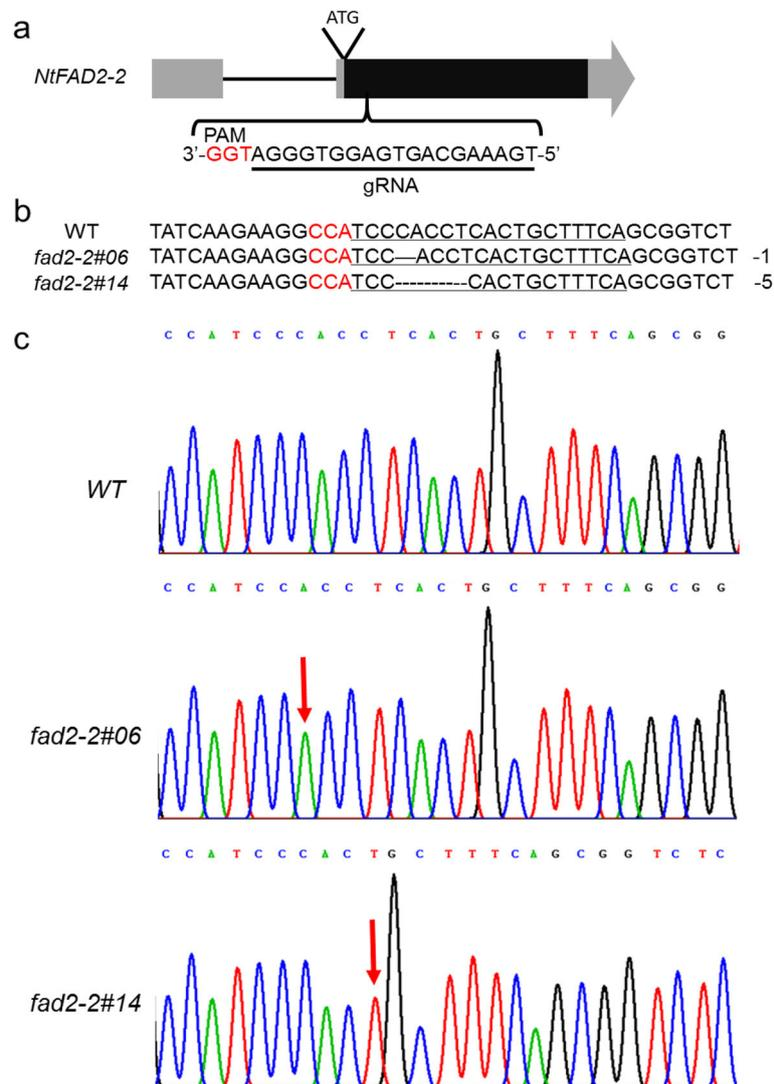 a
ATG
NtFAD2-2
PAM
3'-GGTAGGGTGGAGTGACGAAAGT-5'
gRNA
b
WT TATCAAGAAGGCCATCCCACCTCACTGCTTTCAGCGGTCT
fad2-2#06 TATCAAGAAGGCCATCC—ACCTCACTGCTTTCAGCGGTCT -1
fad2-2#14 TATCAAGAAGGCCATCC----------CACTGCTTTCAGCGGTCT -5
c
C C A T C C C A C C T C A C T G C T T T C A G C G G
WT
C C A T C C A C C T C A C T G C T T T C A G C G G
fad2-2#06
C C A T C C C A C T G C T T T C A G C G G T C T C
fad2-2#14